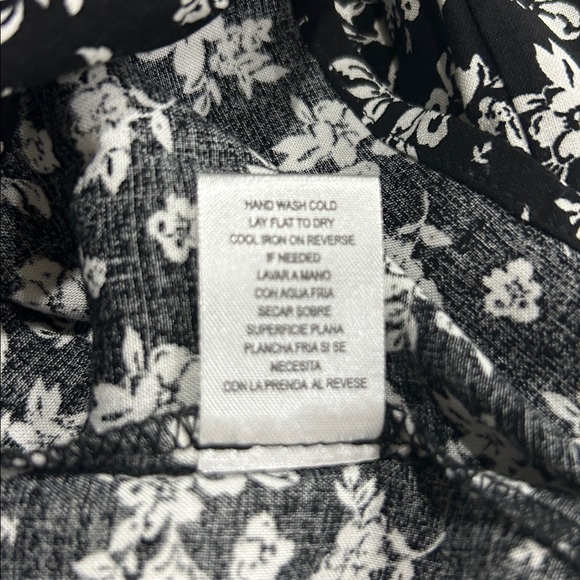 HAND WASH COLD
LAY FLAT TO DRY
COOL IRON ON REVERSE
IF NEEDED
LAVAR A MANO
CON AGUA FRIA
SECAR SOBRE
SUPERFICIE PLANA
PLANCHA FRIA SI SE
NECESITA
CON LA PRENDA AL REVESE